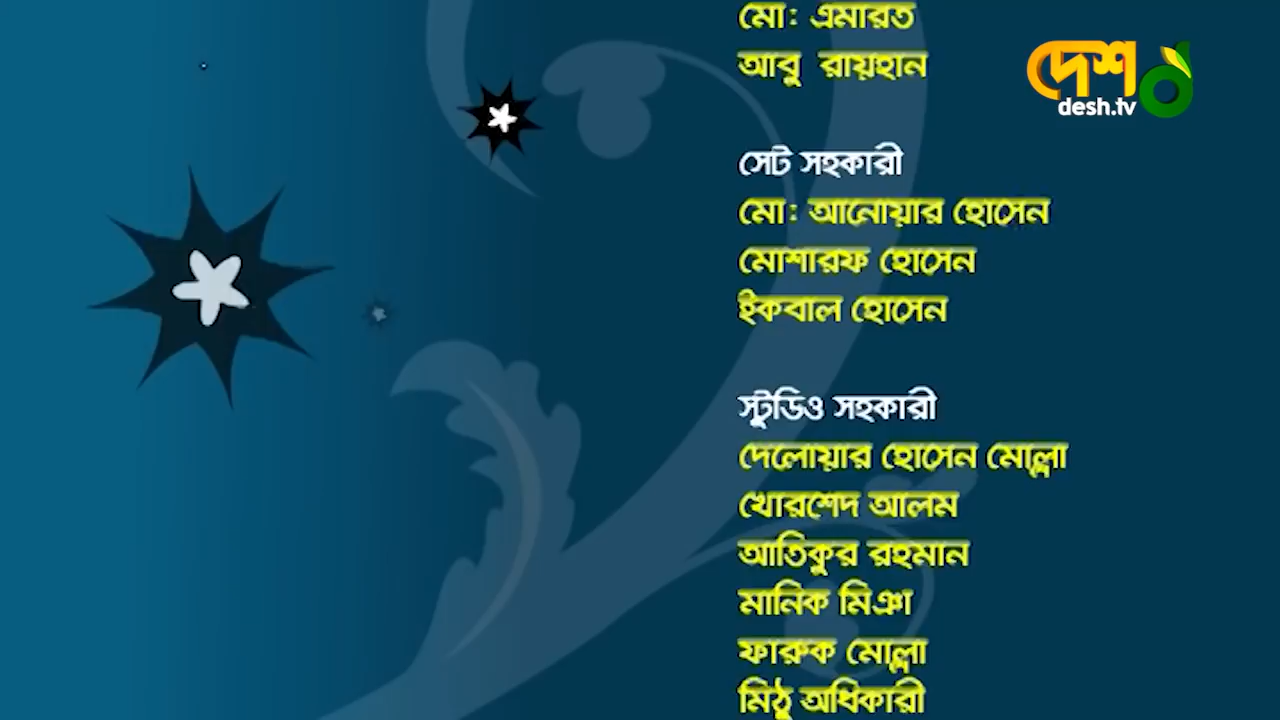 মো: এমারত
আবু রায়হান
দেশ
desh.tv
সেট সহকারী
মো: আনোয়ার হোসেন
মোশারফ হোসেন
ইকবাল হোসেন
স্টুডিও সহকারী
দেলোয়ার হোসেন মোল্লা
খোরশেদ আলম
আতিকুর রহমান
মানিক মিঞা
ফারুক মোল্লা
মিঠু অধিকারী